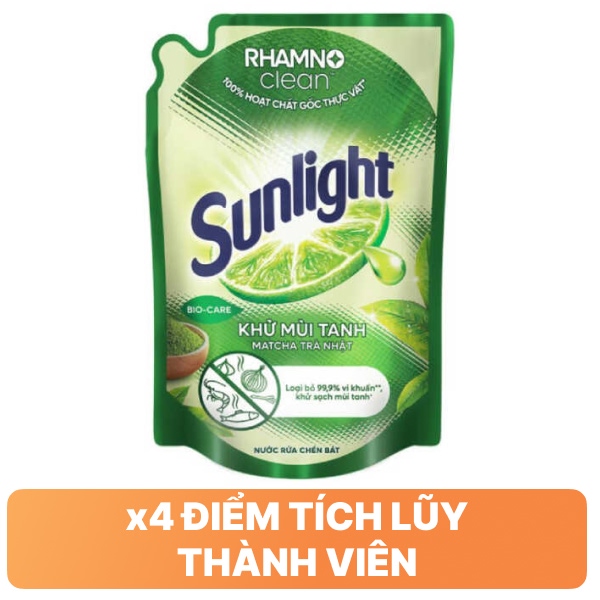 RHAMNO
clean
100% HOẠT CHẤT GỐC THỰC VẬT*
Sunlight
BIO-CARE
KHỬ MÙI TANH
MATCHA TRÀ NHẬT
Loại bỏ 99,9% vi khuẩn**,
khử sạch mùi tanh*
NƯỚC RỬA CHÉN BÁT
x4 ĐIỂM TÍCH LŨY
THÀNH VIÊN